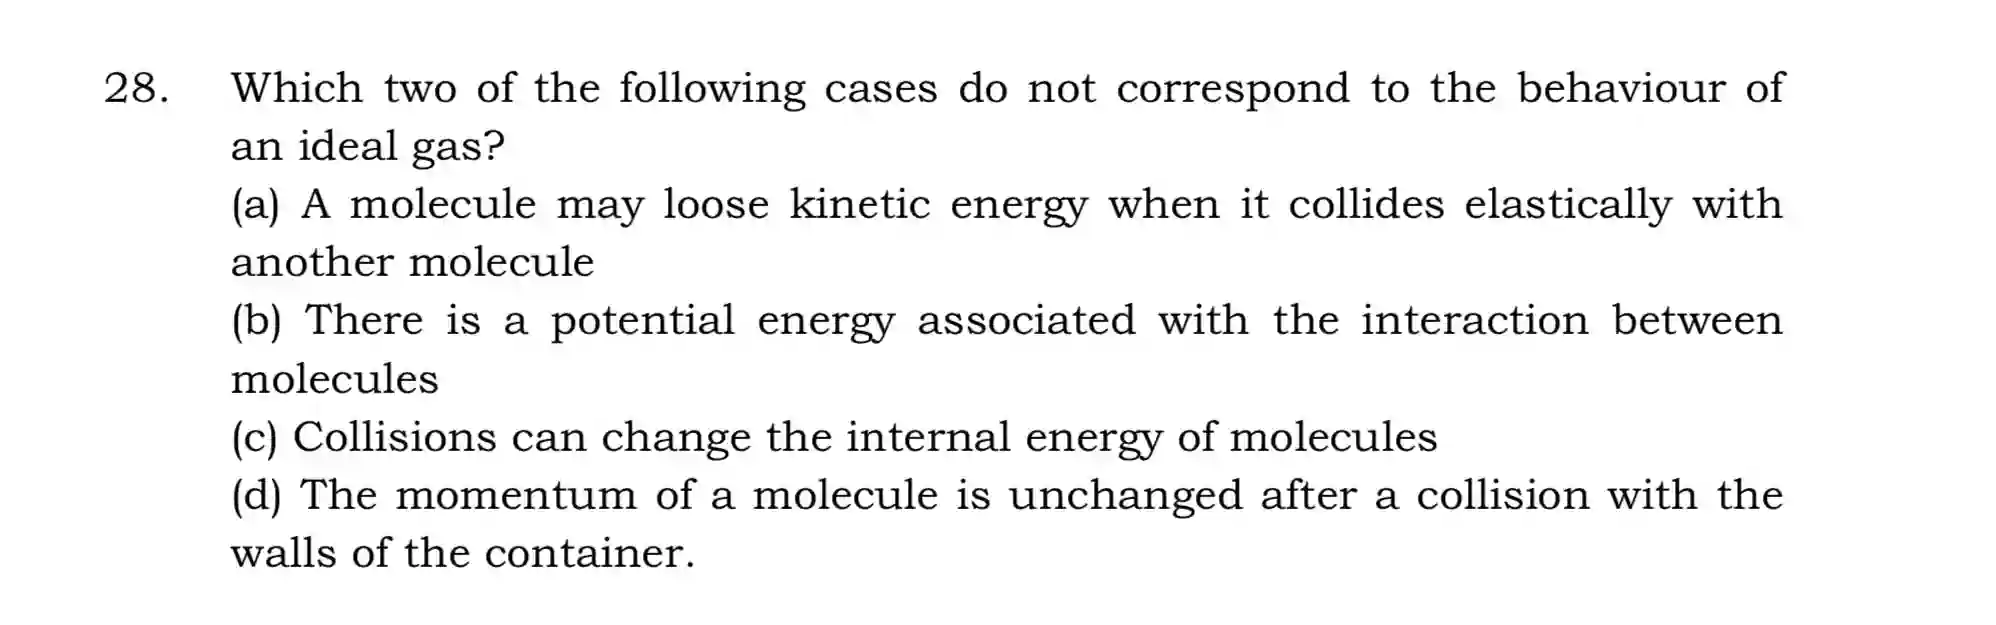 28. Which two of the following cases do not correspond to the behaviour of
an ideal gas?
(a) A molecule may loose kinetic energy when it collides elastically with
another molecule
(b) There is a potential energy associated with the interaction between
molecules
(c) Collisions can change the internal energy of molecules
(d) The momentum of a molecule is unchanged after a collision with the
walls of the container.